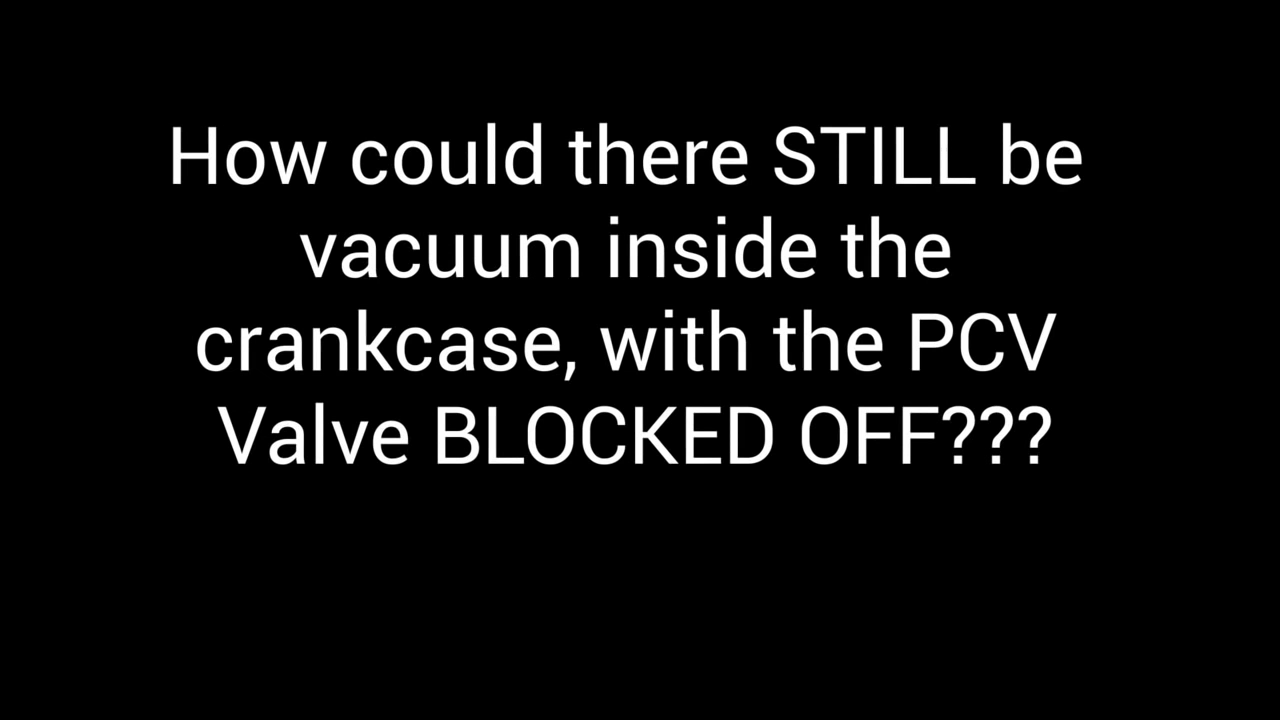 How could there STILL be
vacuum inside the
crankcase, with the PCV
Valve BLOCKED OFF???